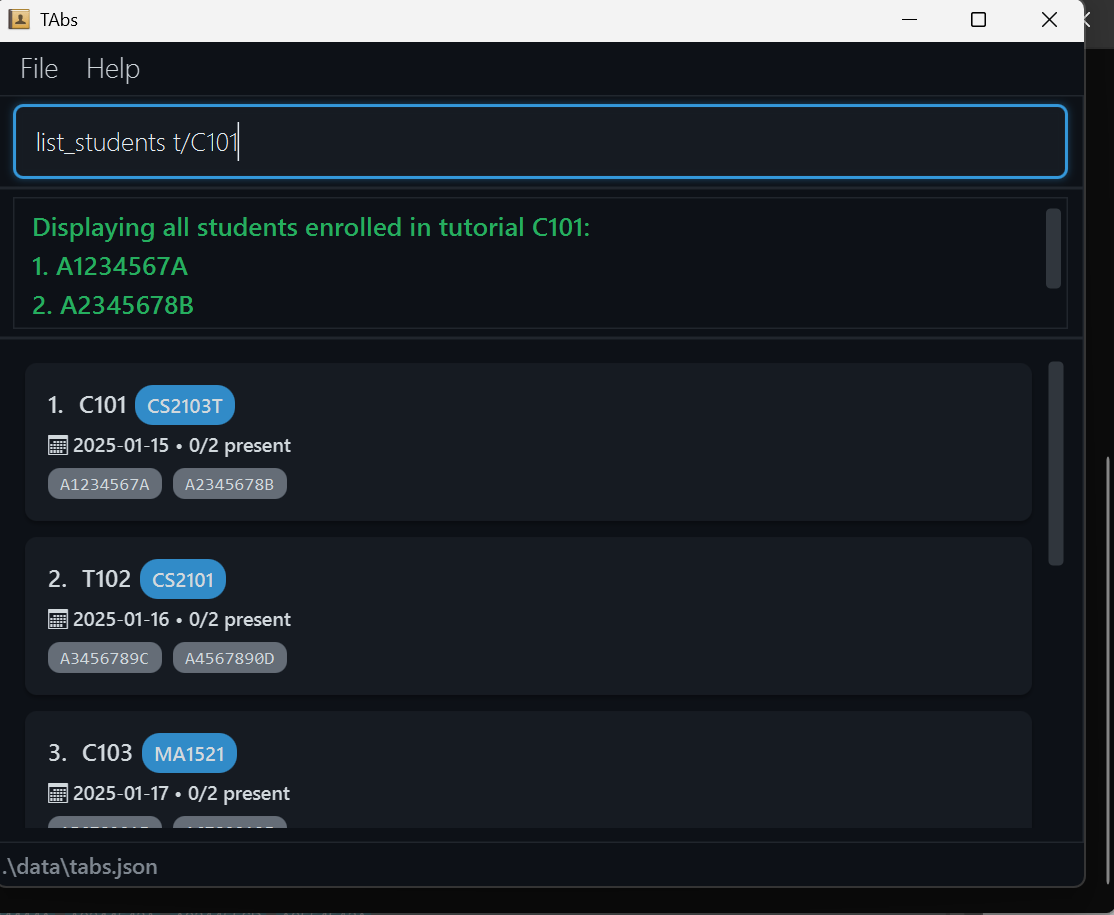 TAbs
File Help
list_students t/C101
Displaying all students enrolled in tutorial C101:
1. A1234567A
2. A2345678B
1. C101 CS2103T
2025-01-15 • 0/2 present
A1234567A A2345678B
2. T102 CS2101
2025-01-16 • 0/2 present
A3456789C A4567890D
3. C103 MA1521
2025-01-17 • 0/2 present
.\data\tabs.json